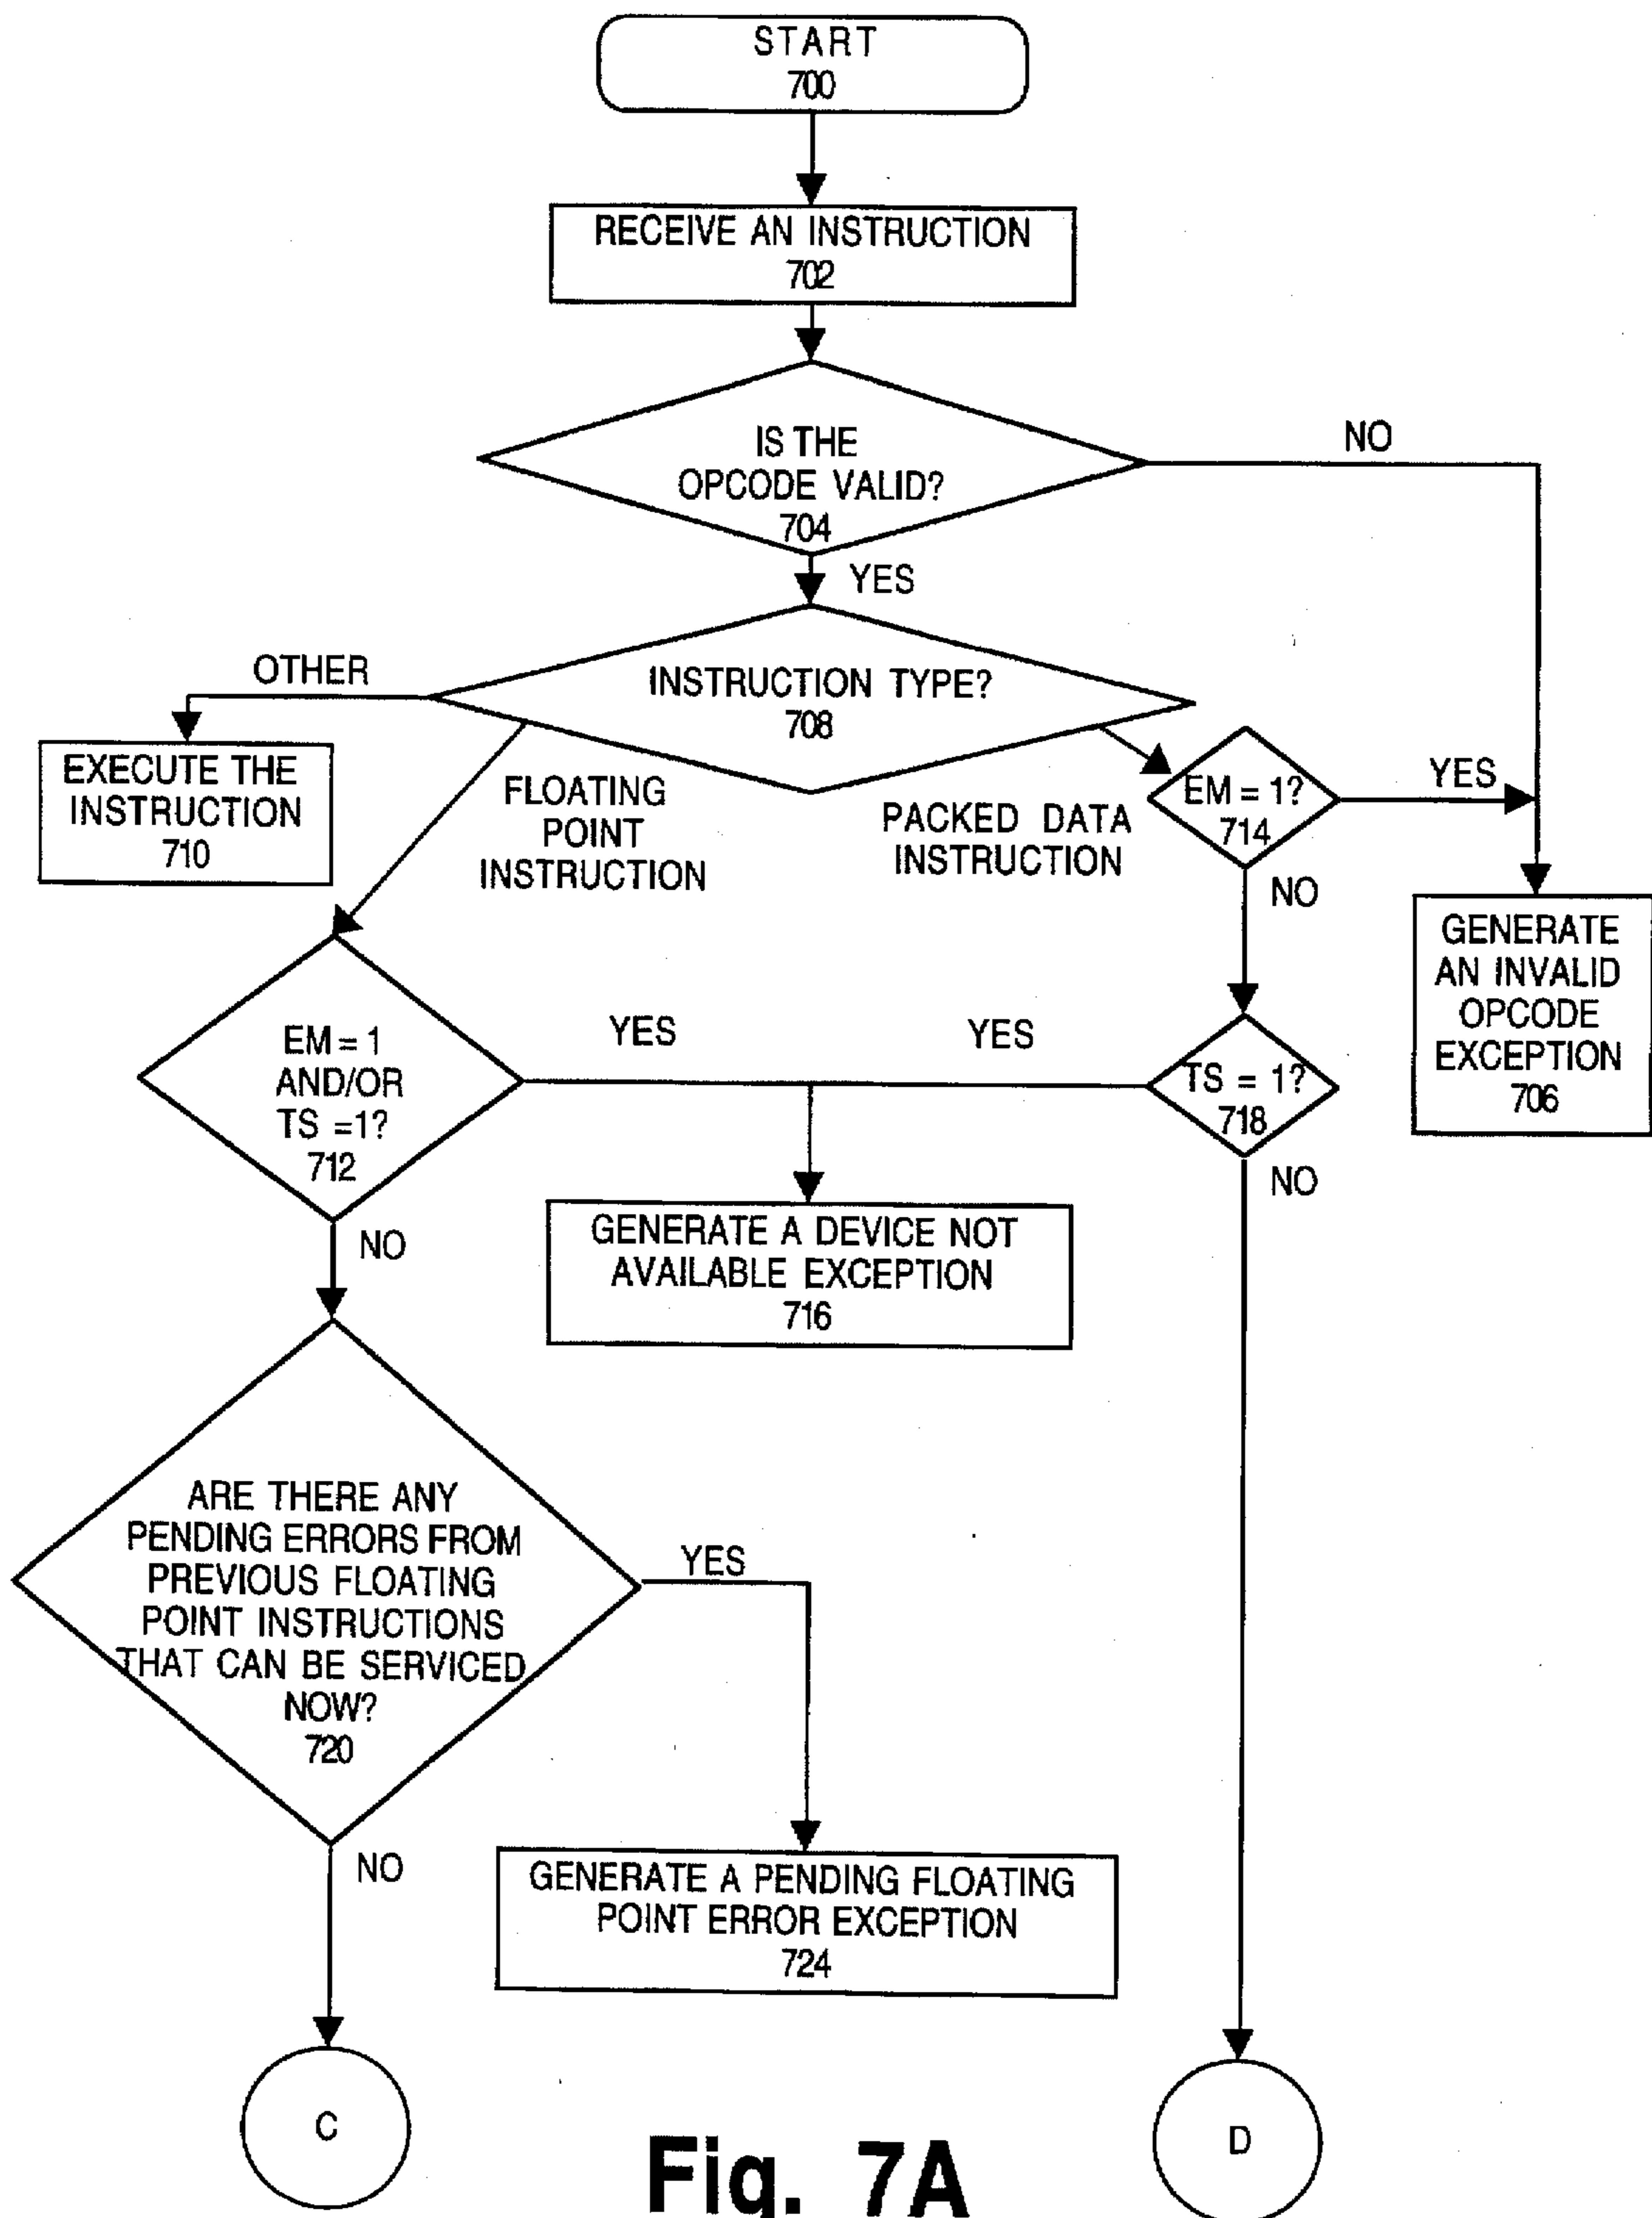 START
700
RECEIVE AN INSTRUCTION
702
IS THE
OPCODE VALID?
704
NO
YES
OTHER
INSTRUCTION TYPE?
708
EXECUTE THE
INSTRUCTION
710
FLOATING
POINT
INSTRUCTION
PACKED DATA
INSTRUCTION
EM = 1?
714
YES
NO
GENERATE
AN INVALID
OPCODE
EXCEPTION
706
EM = 1
AND/OR
TS =1?
712
YES
YES
TS = 1?
718
NO
NO
GENERATE A DEVICE NOT
AVAILABLE EXCEPTION
716
ARE THERE ANY
PENDING ERRORS FROM
PREVIOUS FLOATING
POINT INSTRUCTIONS
THAT CAN BE SERVICED
NOW?
720
YES
NO
GENERATE A PENDING FLOATING
POINT ERROR EXCEPTION
724
C
D
Fig. 7A